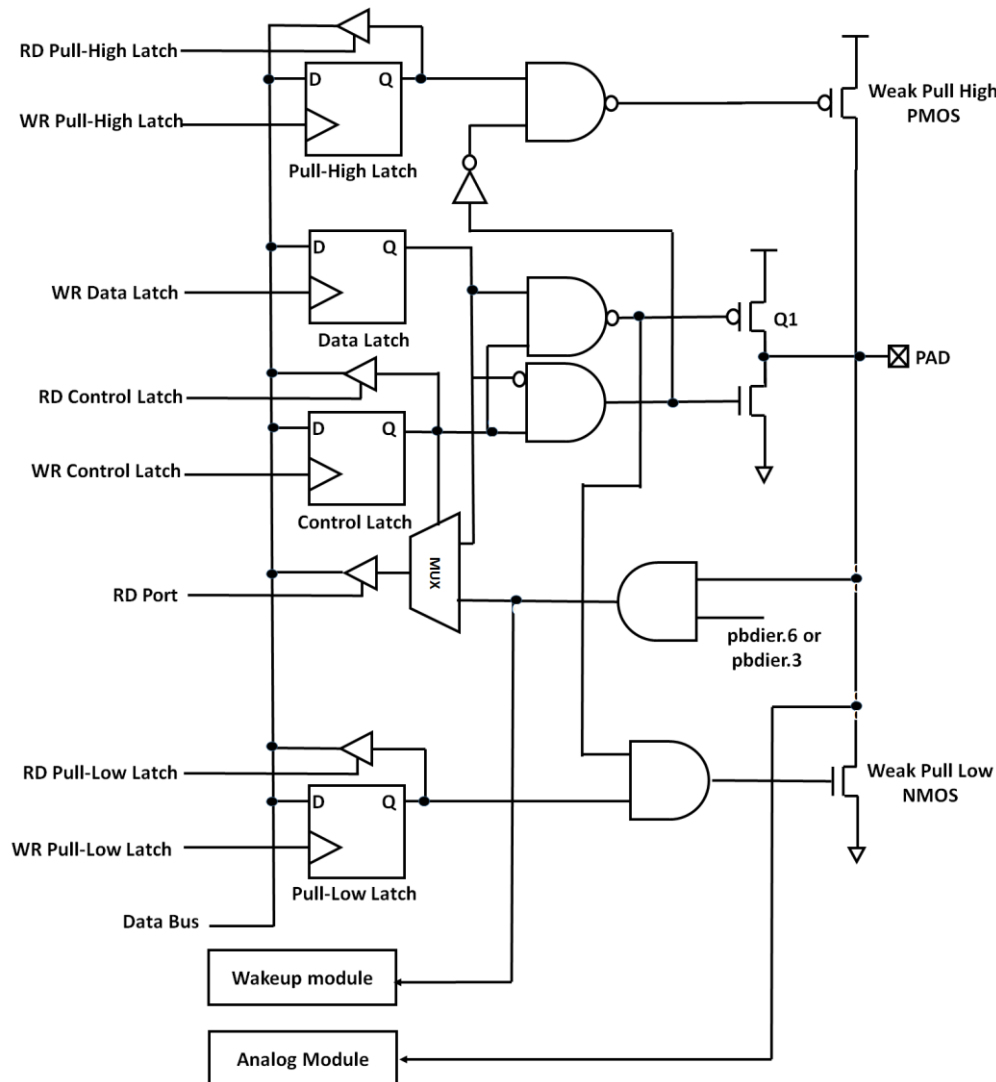 RD Pull-High Latch
D
Q
WR Pull-High Latch
Pull-High Latch
Weak Pull High
PMOS
D
Q
WR Data Latch
Data Latch
Q1
PAD
RD Control Latch
D
Q
WR Control Latch
Control Latch
MUX
RD Port
pbdier.6 or
pbdier.3
RD Pull-Low Latch
D
Q
Weak Pull Low
NMOS
WR Pull-Low Latch
Pull-Low Latch
Data Bus
Wakeup module
Analog Module